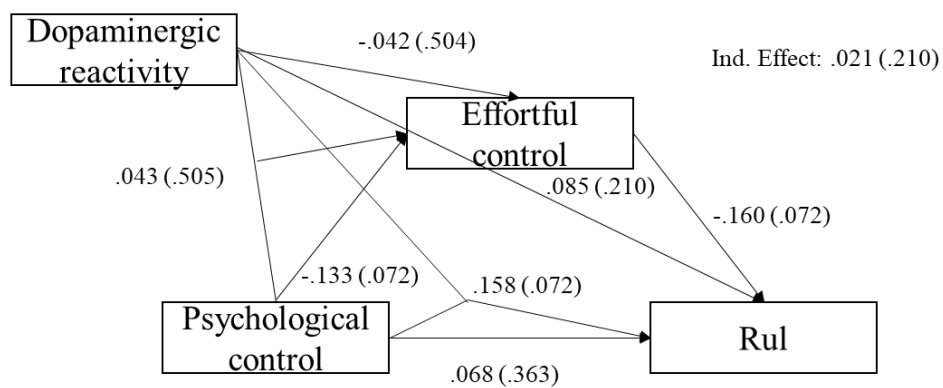 Dopaminergic
reactivity
-.042 (.504)
Ind. Effect: .021 (.210)
Effortful
control
.043 (.505)
.085 (.210)
-.160 (.072)
-.133 (.072)
.158 (.072)
Psychological
control
Rul
.068 (.363)